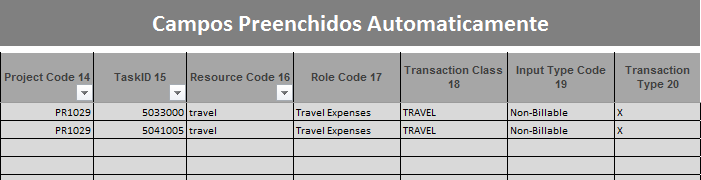 Campos Preenchidos Automaticamente
Project Code 14 TaskID 15 Resource Code 16 Role Code 17 Transaction Class 18 Input Type Code 19 Transaction Type 20
PR1029 5033000 travel Travel Expenses TRAVEL Non-Billable X
PR1029 5041005 travel Travel Expenses TRAVEL Non-Billable X